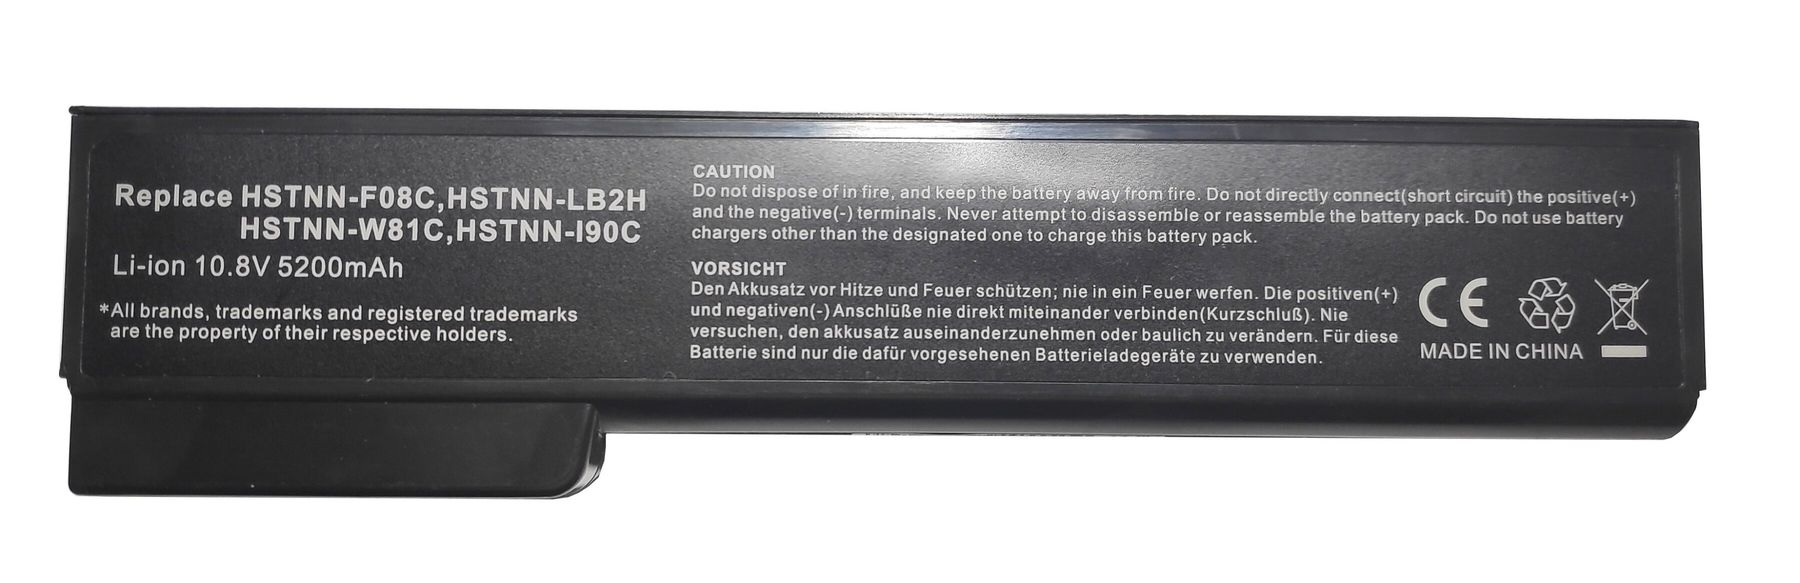 Replace HSTNN-F08C,HSTNN-LB2H
HSTNN-W81C,HSTNN-I90C
Li-ion 10.8V 5200mAh
*All brands, trademarks and registered trademarks
are the property of their respective holders.
CAUTION
Do not dispose of in fire, and keep the battery away from fire. Do not directly connect(short circuit) the positive(+)
and the negative(-) terminals. Never attempt to disassemble or reassemble the battery pack. Do not use battery
chargers other than the designated one to charge this battery pack.
VORSICHT
Den Akkusatz vor Hitze und Feuer schützen; nie in ein Feuer werfen. Die positiven(+)
und negativen(-) Anschlüße nie direkt miteinander verbinden(Kurzschluß). Nie
versuchen, den akkusatz auseinanderzunehmen oder baulich zu verändern. Für diese
Batterie sind nur die dafür vorgesehenen Batterieladegeräte zu verwenden.
CE
MADE IN CHINA